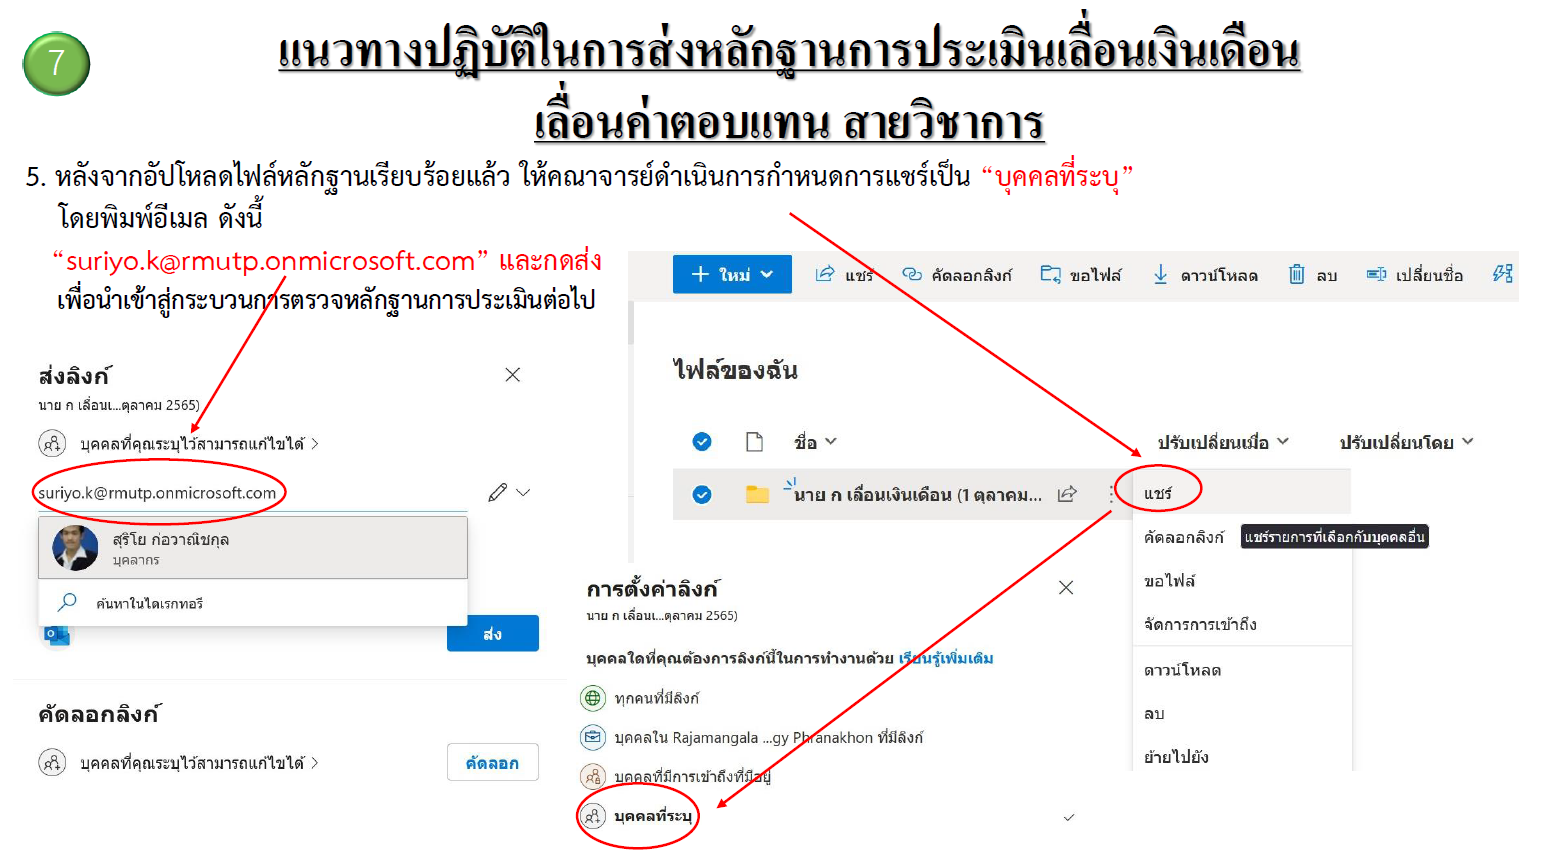 7
แนวทางปฏิบัติในการส่งหลักฐานการประเมินเลื่อนเงินเดือน
เลื่อนค่าตอบแทน สายวิชาการ
5. หลังจากอัปโหลดไฟล์หลักฐานเรียบร้อยแล้ว ให้คณาจารย์ดำเนินการกำหนดการแชร์เป็น “บุคคลที่ระบุ”
โดยพิมพ์อีเมล ดังนี้
“suriyo.k@rmutp.onmicrosoft.com” และกดส่ง
เพื่อนำเข้าสู่กระบวนการตรวจหลักฐานการประเมินต่อไป
ส่งลิงก์
นาย ก เลื่อนเ...ตุลาคม 2565)
บุคคลที่คุณระบุไว้สามารถแก้ไขได้ >
suriyo.k@rmutp.onmicrosoft.com
สุริโย ก่อวาณิชกุล
บุคลากร
ค้นหาในไดเรกทอรี
ส่ง
คัดลอกลิงก์
บุคคลที่คุณระบุไว้สามารถแก้ไขได้ >
คัดลอก
+ ใหม่ แชร์ คัดลอกลิงก์ ขอไฟล์ ดาวน์โหลด ลบ เปลี่ยนชื่อ
ไฟล์ของฉัน
ชื่อ ปรับเปลี่ยนเมื่อ ปรับเปลี่ยนโดย
นาย ก เลื่อนเงินเดือน (1 ตุลาคม...
แชร์
คัดลอกลิงก์
แชร์รายการที่เลือกกับบุคคลอื่น
ขอไฟล์
จัดการการเข้าถึง
ดาวน์โหลด
ลบ
ย้ายไปยัง
การตั้งค่าลิงก์
นาย ก เลื่อนเ...ตุลาคม 2565)
บุคคลใดที่คุณต้องการลิงก์นี้ในการทำงานด้วย เรียนรู้เพิ่มเติม
ทุกคนที่มีลิงก์
บุคคลใน Rajamangala ...gy Phranakhon ที่มีลิงก์
บุคคลที่มีการเข้าถึงที่มีอยู่
บุคคลที่ระบุ